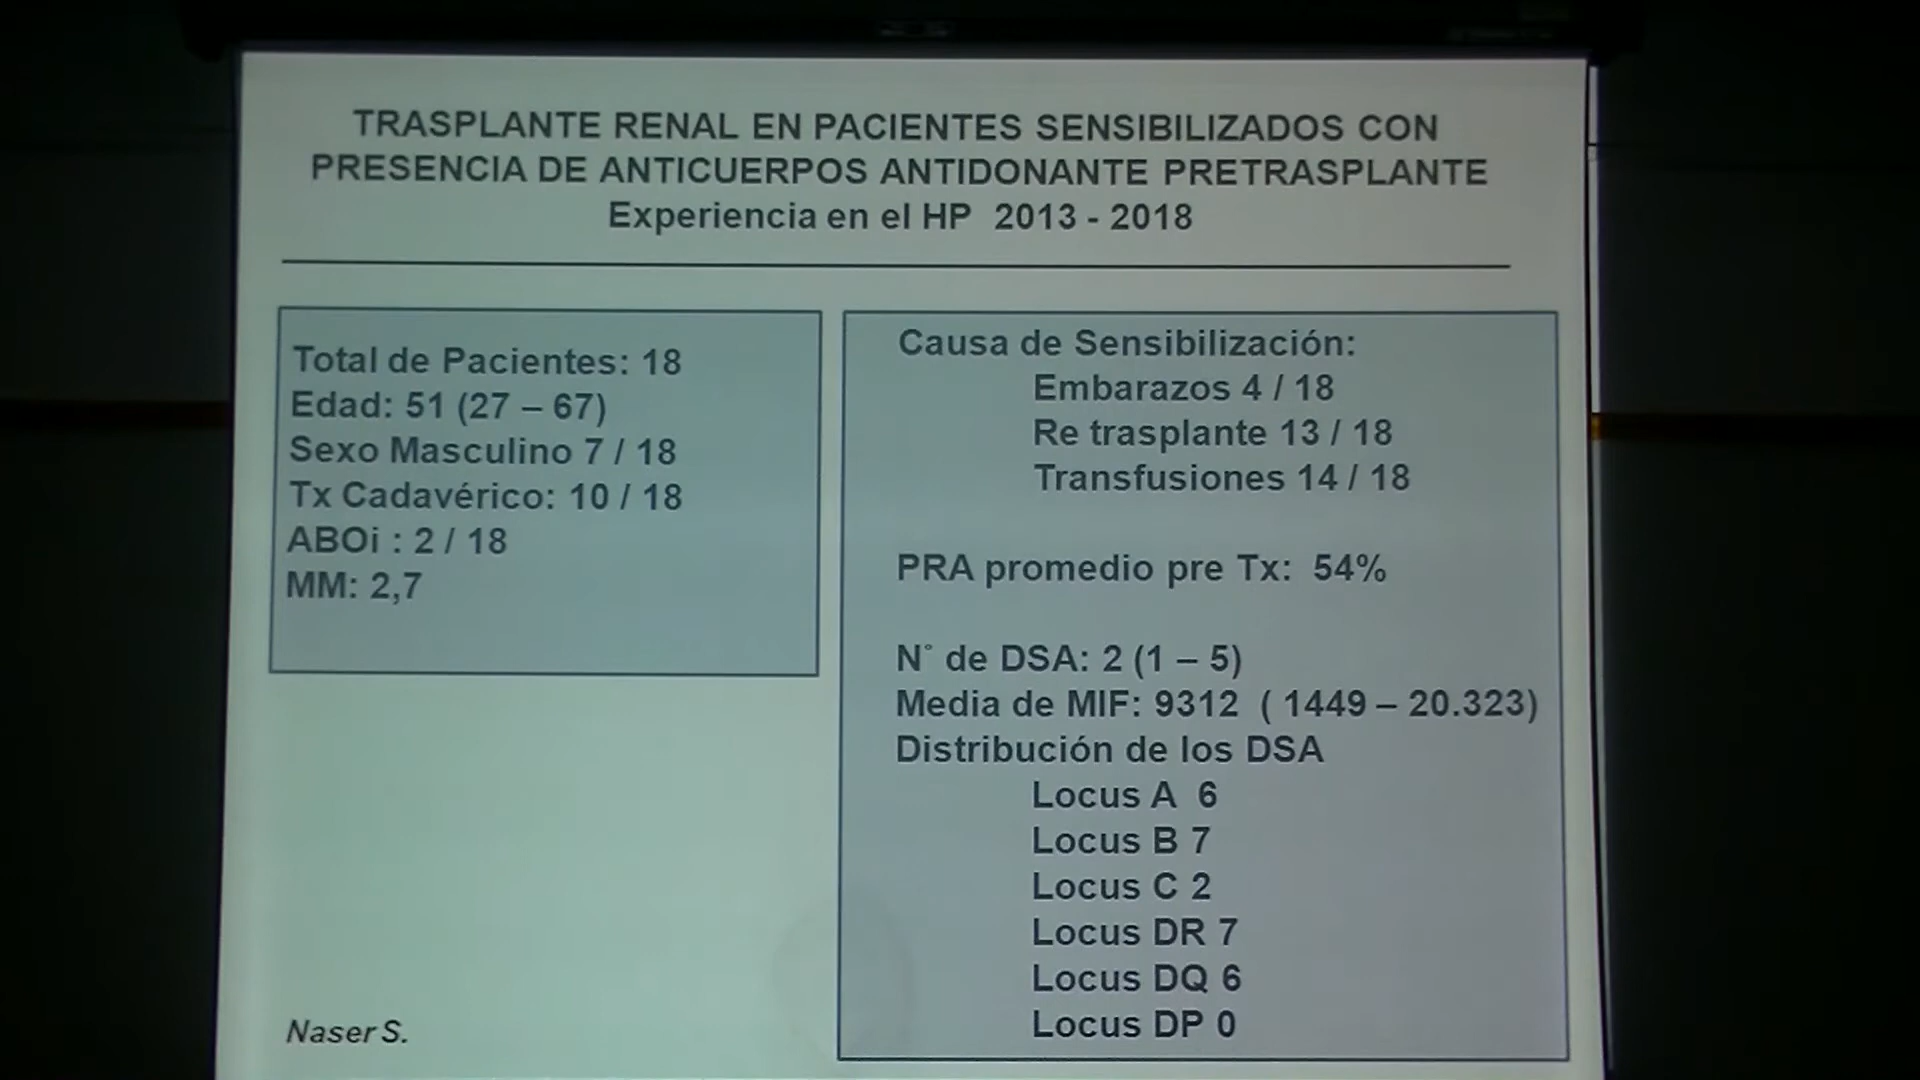 TRASPLANTE RENAL EN PACIENTES SENSIBILIZADOS CON
PRESENCIA DE ANTICUERPOS ANTIDONANTE PRETRASPLANTE
Experiencia en el HP 2013 - 2018
Total de Pacientes: 18
Edad: 51 (27 – 67)
Sexo Masculino 7 / 18
Tx Cadavérico: 10 / 18
ABOi : 2 / 18
MM: 2,7
Causa de Sensibilización:
Embarazos 4 / 18
Re trasplante 13 / 18
Transfusiones 14 / 18
PRA promedio pre Tx: 54%
N° de DSA: 2 (1 – 5)
Media de MIF: 9312 ( 1449 – 20.323)
Distribución de los DSA
Locus A 6
Locus B 7
Locus C 2
Locus DR 7
Locus DQ 6
Locus DP 0
Naser S.